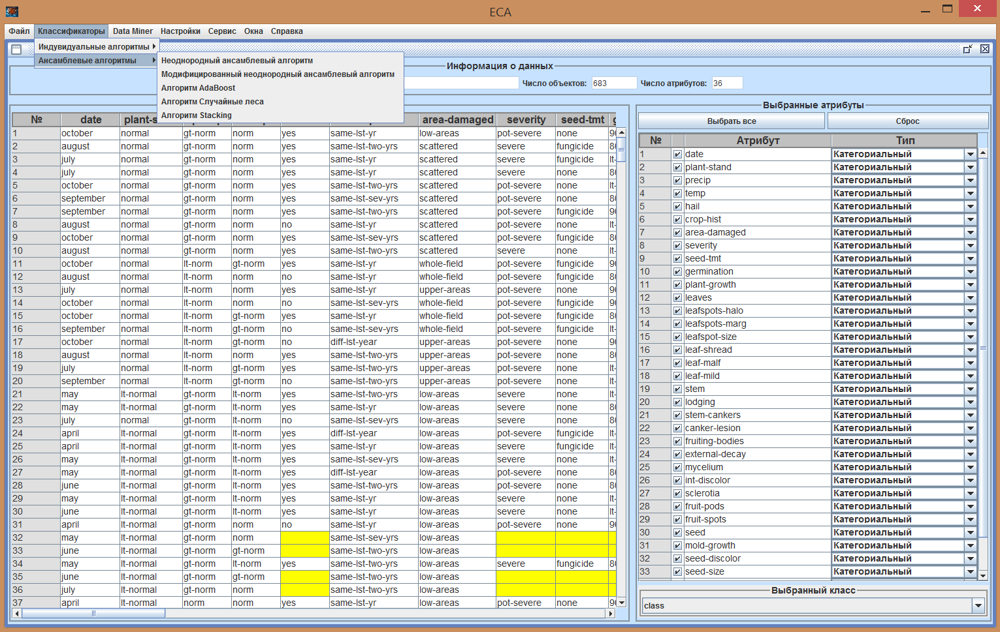 ECA
Файл Классификаторы Data Miner Настройки Сервис Окна Справка
Индувидуальные алгоритмы
Ансамблевые алгоритмы
Неоднородный ансамблевый алгоритм
Модифицированный неоднородный ансамблевый алгоритм
Алгоритм AdaBoost
Алгоритм Случайные леса
Алгоритм Stacking
Информация о данных
Число объектов: 683 Число атрибутов: 36
№ date plant-s area-damaged severity seed-tmt
1 october normal gt-norm norm yes same-lst-yr low-areas pot-severe none 90
2 august normal gt-norm norm yes same-lst-two-yrs scattered severe fungicide 80
3 july normal gt-norm norm yes same-lst-yr scattered severe fungicide lt-
4 july normal gt-norm norm yes same-lst-yr scattered severe none 80
5 october normal gt-norm norm yes same-lst-two-yrs scattered pot-severe none lt-
6 september normal gt-norm norm yes same-lst-sev-yrs scattered pot-severe none 80
7 september normal gt-norm norm yes same-lst-two-yrs scattered pot-severe fungicide 90
8 august normal gt-norm norm no same-lst-yr scattered pot-severe none lt-
9 october normal gt-norm norm yes same-lst-sev-yrs scattered pot-severe fungicide 80
10 august normal gt-norm norm yes same-lst-two-yrs scattered severe none lt-
11 october normal lt-norm gt-norm yes same-lst-yr whole-field pot-severe fungicide 90
12 august normal lt-norm norm no same-lst-yr whole-field pot-severe fungicide 80
13 july normal lt-norm norm yes same-lst-yr upper-areas pot-severe none 90
14 october normal lt-norm norm no same-lst-sev-yrs whole-field pot-severe fungicide 90
15 october normal lt-norm gt-norm yes same-lst-yr whole-field pot-severe fungicide 80
16 september normal lt-norm gt-norm no same-lst-sev-yrs whole-field pot-severe fungicide lt-
17 october normal lt-norm gt-norm no diff-lst-year upper-areas pot-severe none 90
18 august normal lt-norm norm yes same-lst-two-yrs upper-areas pot-severe none 80
19 july normal lt-norm gt-norm yes same-lst-two-yrs upper-areas pot-severe none lt-
20 september normal lt-norm gt-norm no same-lst-two-yrs upper-areas pot-severe none lt-
21 may lt-normal gt-norm lt-norm yes same-lst-two-yrs low-areas severe none lt-
22 may lt-normal gt-norm lt-norm yes same-lst-yr low-areas severe none 80
23 july normal gt-norm lt-norm no same-lst-sev-yrs low-areas severe none lt-
24 april lt-normal gt-norm lt-norm yes diff-lst-year low-areas pot-severe fungicide lt-
25 april lt-normal gt-norm lt-norm yes same-lst-yr low-areas severe fungicide lt-
26 may lt-normal gt-norm lt-norm yes same-lst-sev-yrs low-areas severe none lt-
27 may lt-normal gt-norm lt-norm yes diff-lst-year low-areas pot-severe none 80
28 june lt-normal gt-norm lt-norm yes same-lst-two-yrs low-areas pot-severe none 80
29 may lt-normal gt-norm lt-norm yes same-lst-yr low-areas severe none lt-
30 june lt-normal gt-norm lt-norm yes same-lst-yr low-areas severe none lt-
31 april lt-normal gt-norm norm no same-lst-yr low-areas pot-severe none 90
32 may lt-normal gt-norm norm same-lst-sev-yrs low-areas
33 june lt-normal gt-norm gt-norm same-lst-two-yrs low-areas
34 may lt-normal gt-norm lt-norm yes same-lst-two-yrs low-areas severe fungicide 80
35 june lt-normal gt-norm gt-norm same-lst-two-yrs low-areas
36 july lt-normal gt-norm norm same-lst-two-yrs low-areas
37 april lt-normal norm norm yes same-lst-yr low-areas pot-severe none 90
Выбранные атрибуты
Выбрать все Сброс
№ Атрибут Тип
1 date Категориальный
2 plant-stand Категориальный
3 precip Категориальный
4 temp Категориальный
5 hail Категориальный
6 crop-hist Категориальный
7 area-damaged Категориальный
8 severity Категориальный
9 seed-tmt Категориальный
10 germination Категориальный
11 plant-growth Категориальный
12 leaves Категориальный
13 leafspots-halo Категориальный
14 leafspots-marg Категориальный
15 leafspot-size Категориальный
16 leaf-shread Категориальный
17 leaf-malf Категориальный
18 leaf-mild Категориальный
19 stem Категориальный
20 lodging Категориальный
21 stem-cankers Категориальный
22 canker-lesion Категориальный
23 fruiting-bodies Категориальный
24 external-decay Категориальный
25 mycelium Категориальный
26 int-discolor Категориальный
27 sclerotia Категориальный
28 fruit-pods Категориальный
29 fruit-spots Категориальный
30 seed Категориальный
31 mold-growth Категориальный
32 seed-discolor Категориальный
33 seed-size Категориальный
Выбранный класс
class